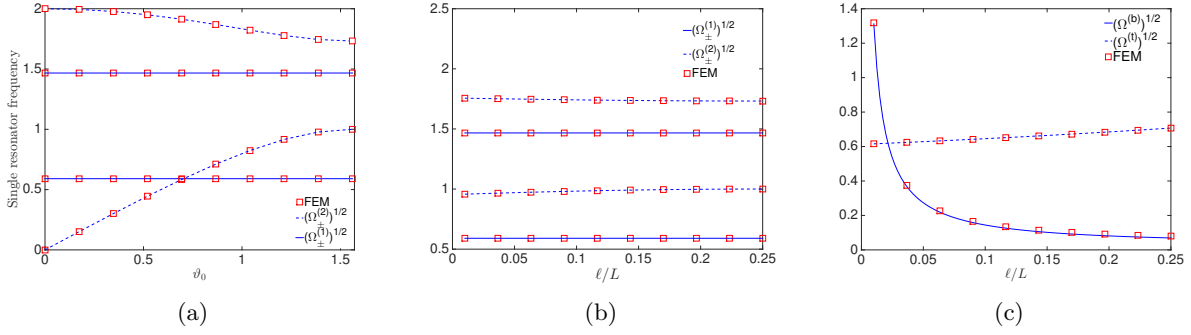 Single resonator frequency
2
1.5
1
0.5
0
0
0.5
1
1.5
ϑ₀
FEM
(Ω±^(2))^1/2
(Ω±^(1))^1/2
(a)
2.5
2
1.5
1
0.5
0
0.05
0.1
0.15
0.2
0.25
ℓ/L
(Ω±^(1))^1/2
(Ω±^(2))^1/2
FEM
(b)
1.4
1.2
1
0.8
0.6
0.4
0.2
0
0
0.05
0.1
0.15
0.2
0.25
ℓ/L
(Ω^(b))^1/2
(Ω^(t))^1/2
FEM
(c)